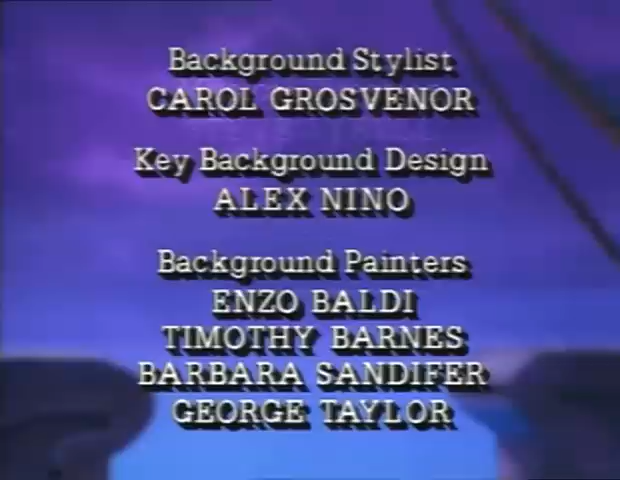 Background Stylist
CAROL GROSVENOR
Key Background Design
ALEX NINO
Background Painters
ENZO BALDI
TIMOTHY BARNES
BARBARA SANDIFER
GEORGE TAYLOR